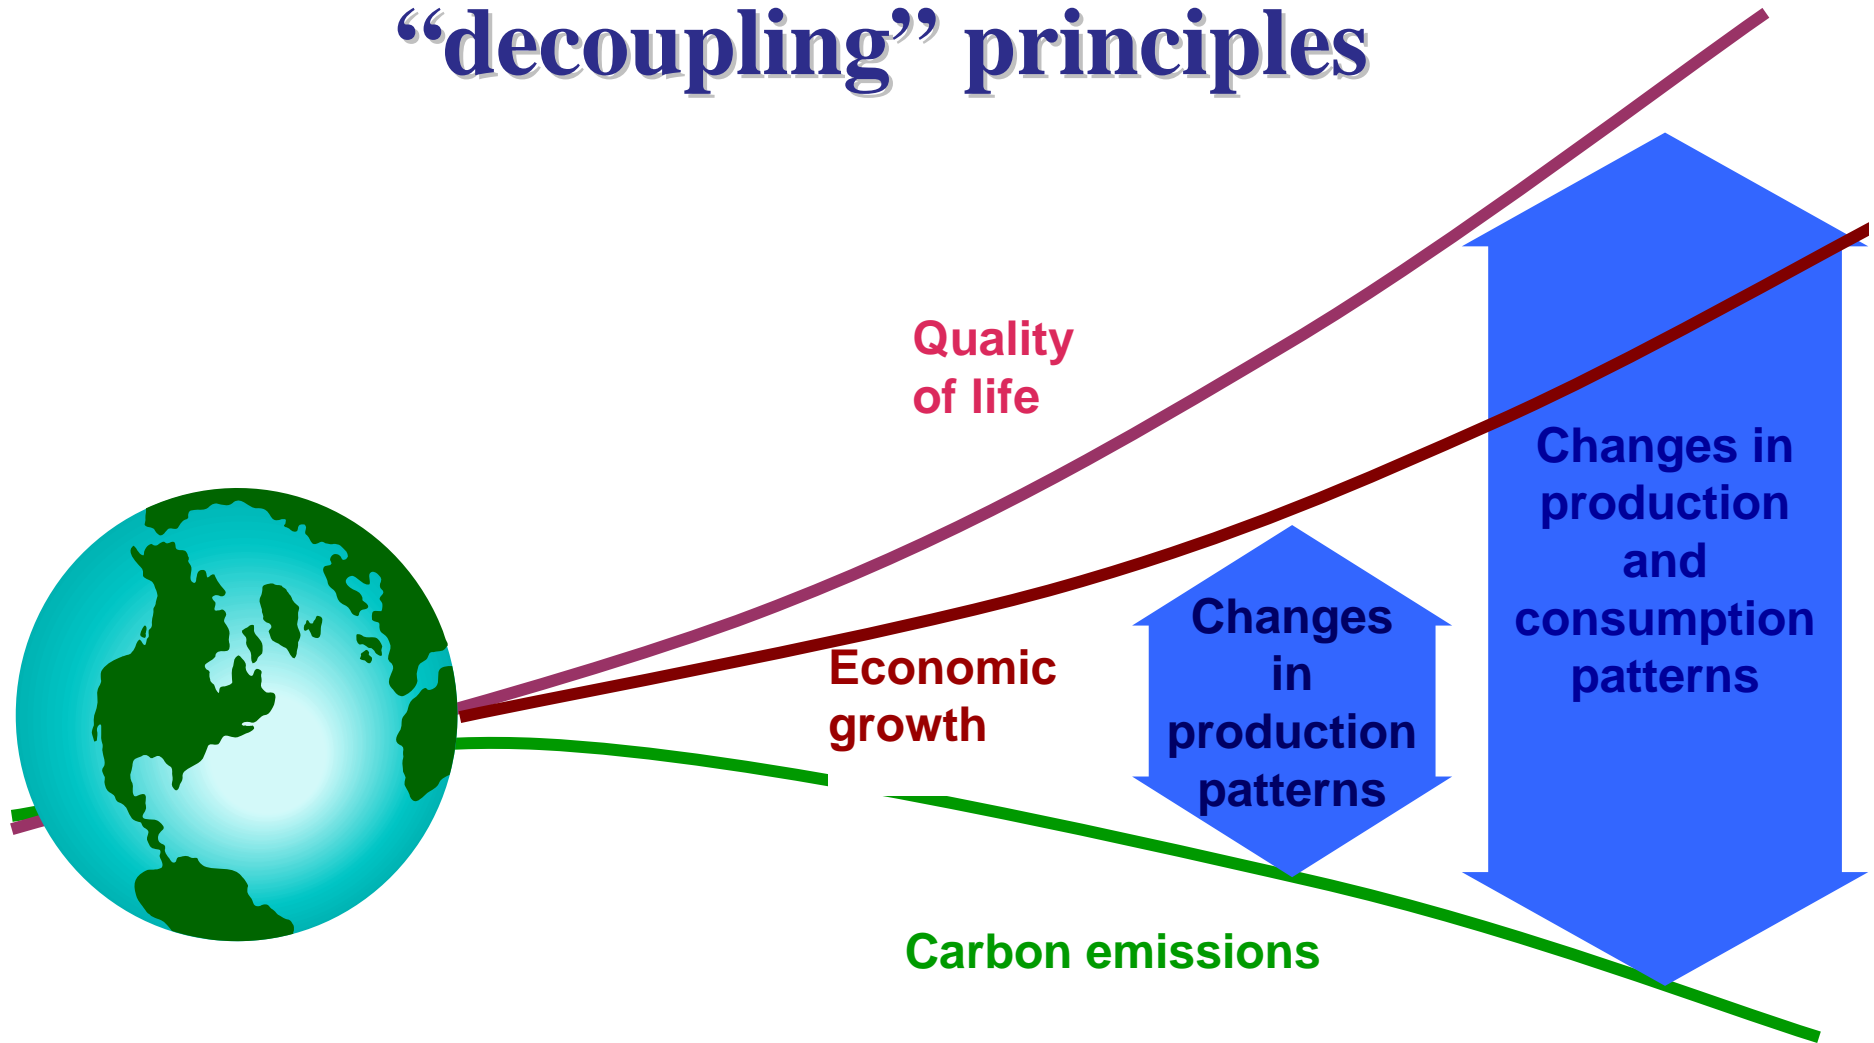 “decoupling” principles
Quality
of life
Economic
growth
Changes
in
production
patterns
Changes in
production
and
consumption
patterns
Carbon emissions